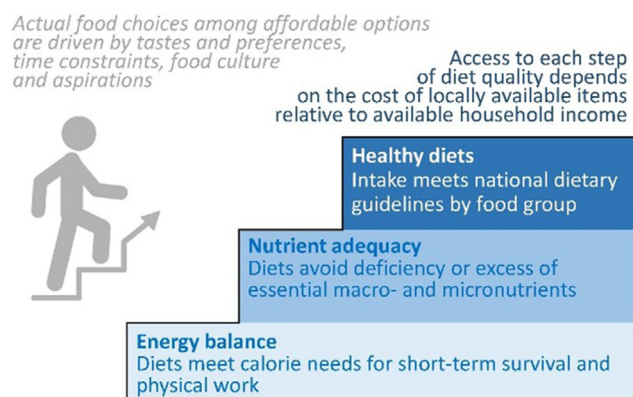 Actual food choices among affordable options
are driven by tastes and preferences,
time constraints, food culture
and aspirations
Access to each step
of diet quality depends
on the cost of locally available items
relative to available household income
Healthy diets
Intake meets national dietary
guidelines by food group
Nutrient adequacy
Diets avoid deficiency or excess of
essential macro- and micronutrients
Energy balance
Diets meet calorie needs for short-term survival and
physical work